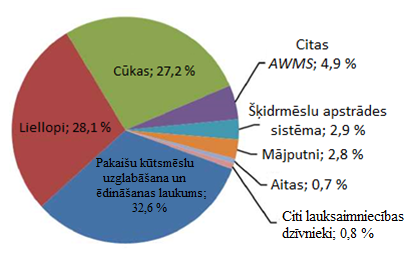 Cūkas; 27,2 %
Citas
AWMS; 4,9 %
Šķidrmēslu apstrādes
sistēma; 2,9 %
Mājputni; 2,8 %
Aitas; 0,7 %
Citi lauksaimniecības
dzīvnieki; 0,8 %
Pakaišu kūtsmēslu
uzglabāšana un
ēdināšanas laukums;
32,6 %
Liellopi; 28,1 %